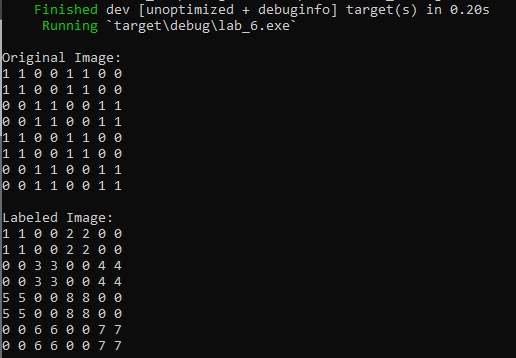 Finished dev [unoptimized + debuginfo] target(s) in 0.20s
Running `target\debug\lab_6.exe`
Original Image:
1 1 0 0 1 1 0 0
1 1 0 0 1 1 0 0
0 0 1 1 0 0 1 1
0 0 1 1 0 0 1 1
1 1 0 0 1 1 0 0
1 1 0 0 1 1 0 0
0 0 1 1 0 0 1 1
0 0 1 1 0 0 1 1
Labeled Image:
1 1 0 0 2 2 0 0
1 1 0 0 2 2 0 0
0 0 3 3 0 0 4 4
0 0 3 3 0 0 4 4
5 5 0 0 8 8 0 0
5 5 0 0 8 8 0 0
0 0 6 6 0 0 7 7
0 0 6 6 0 0 7 7